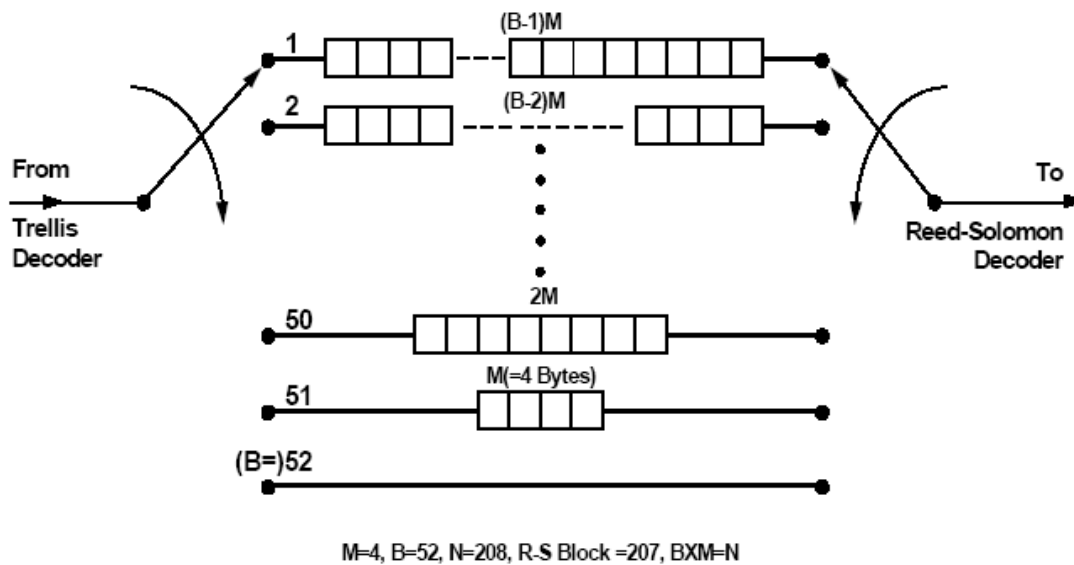 (B-1)M
1
(B-2)M
2
From
Trellis
Decoder
To
Reed-Solomon
Decoder
2M
50
M(=4 Bytes)
51
(B=)52
M=4, B=52, N=208, R-S Block =207, BXM=N